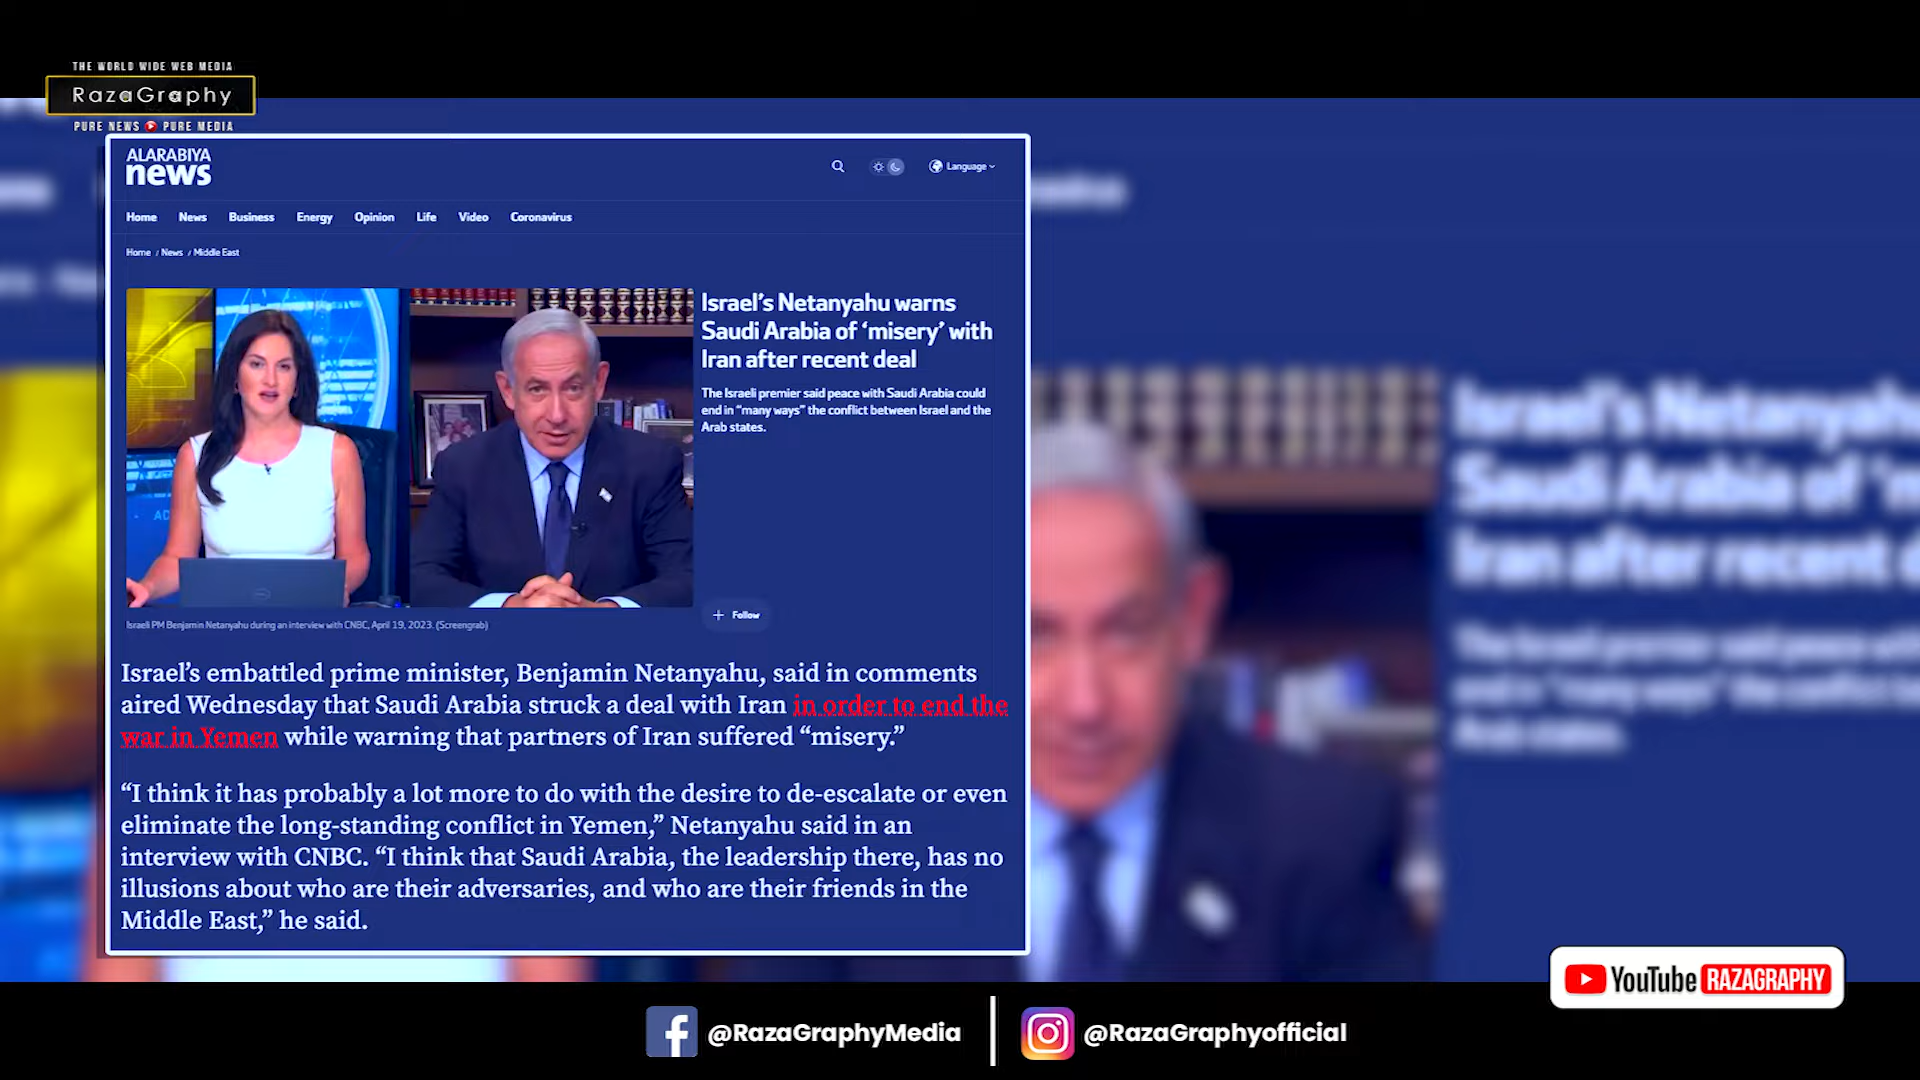 THE WORLD WIDE WEB MEDIA
RazaGraphy
PURE NEWS PURE MEDIA
ALARABIYA
news
Language
Home News Business Energy Opinion Life Video Coronavirus
Home / News / Middle East
Israel’s Netanyahu warns
Saudi Arabia of ‘misery’ with
Iran after recent deal
The Israeli premier said peace with Saudi Arabia could
end in “many ways” the conflict between Israel and the
Arab states.
+ Follow
Israeli PM Benjamin Netanyahu during an interview with CNBC, April 19, 2023. (Screengrab)
Israel’s embattled prime minister, Benjamin Netanyahu, said in comments
aired Wednesday that Saudi Arabia struck a deal with Iran in order to end the
war in Yemen while warning that partners of Iran suffered “misery.”
“I think it has probably a lot more to do with the desire to de-escalate or even
eliminate the long-standing conflict in Yemen,” Netanyahu said in an
interview with CNBC. “I think that Saudi Arabia, the leadership there, has no
illusions about who are their adversaries, and who are their friends in the
Middle East,” he said.
Israel’s Netanyahu
Saudi Arabia of
Iran after recent
YouTube RAZAGRAPHY
@RazaGraphyMedia
@RazaGraphyofficial